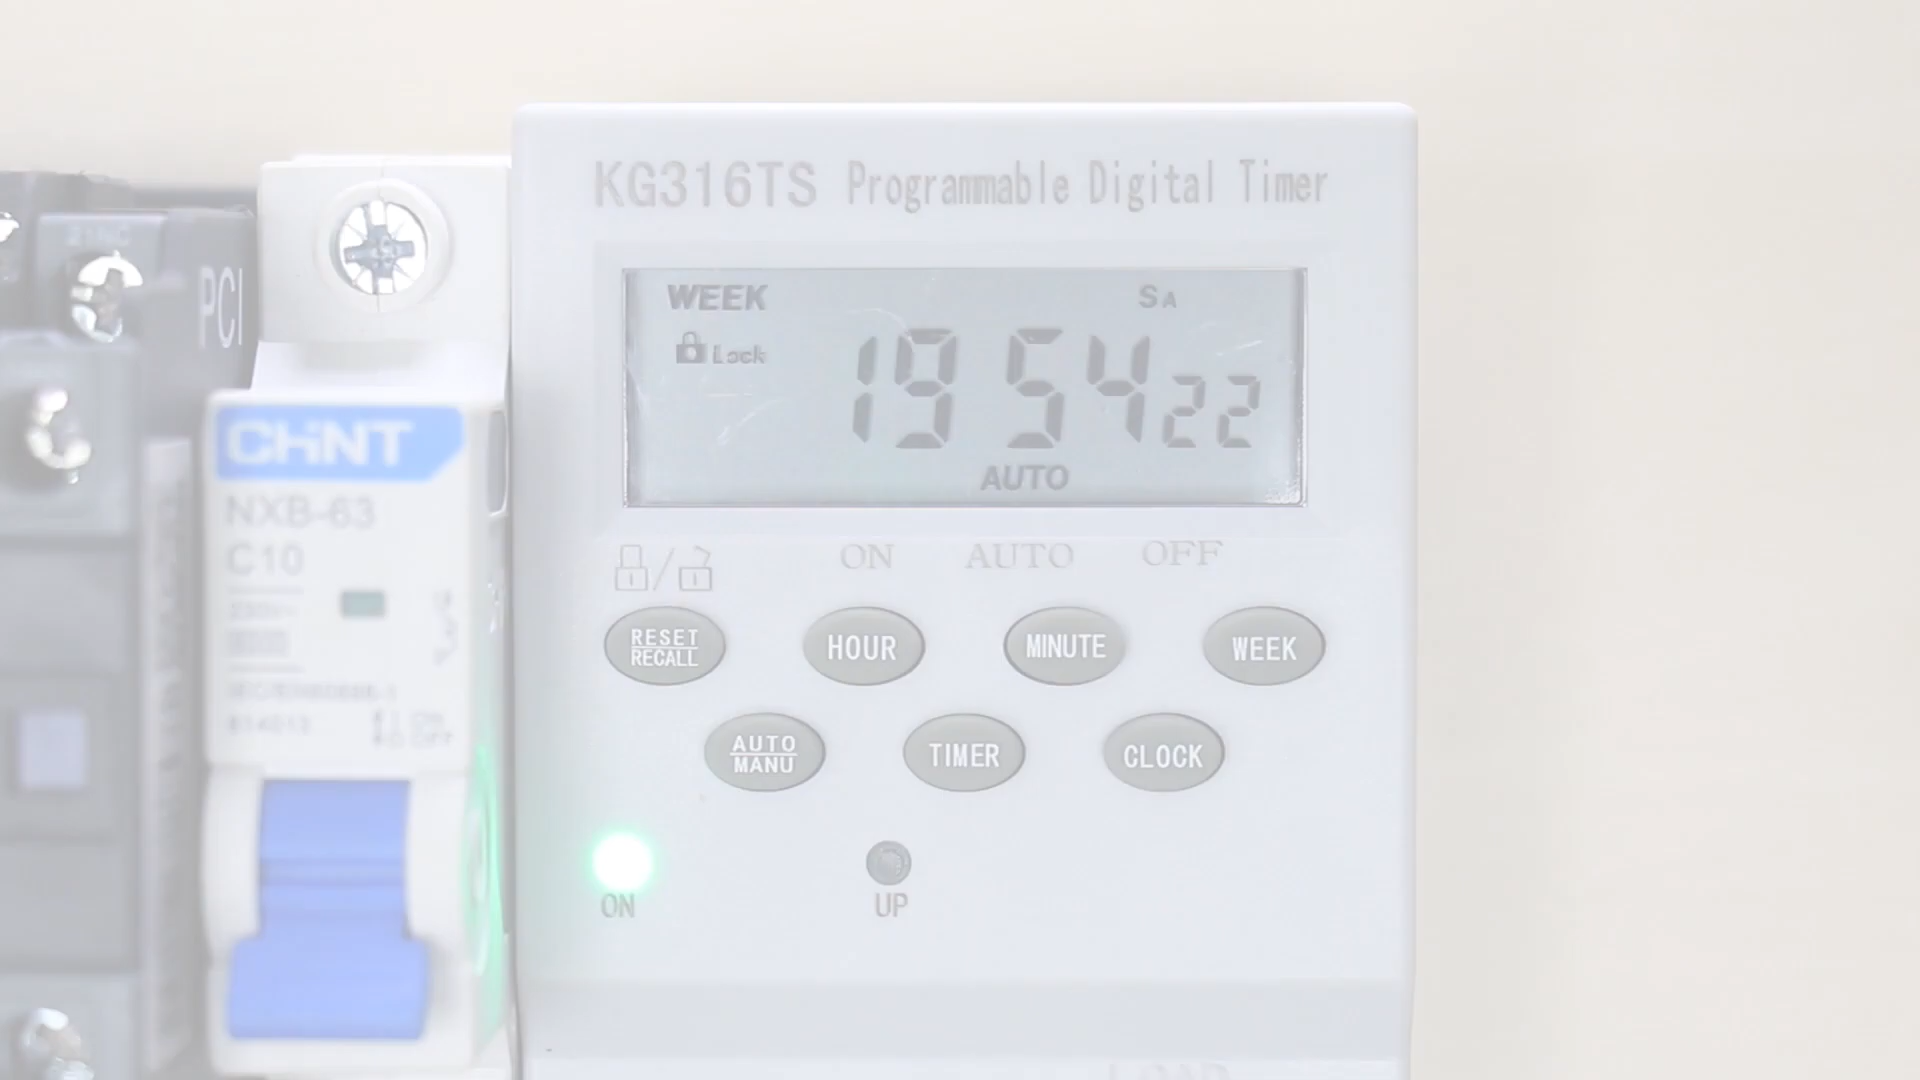 KG316TS Programmable Digital Timer
WEEK SA
Lock
19 54 22
AUTO
ON AUTO OFF
RESET
RECALL
HOUR
MINUTE
WEEK
AUTO
MANU
TIMER
CLOCK
ON
UP
PCI
CHiNT
NXB-63
C10